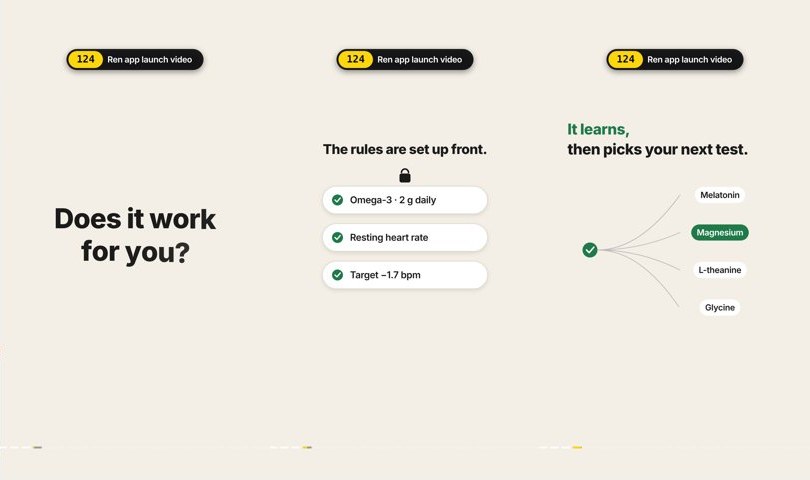 124 Ren app launch video
Does it work
for you?
124 Ren app launch video
The rules are set up front.
Omega-3 · 2 g daily
Resting heart rate
Target −1.7 bpm
124 Ren app launch video
It learns,
then picks your next test.
Melatonin
Magnesium
L-theanine
Glycine